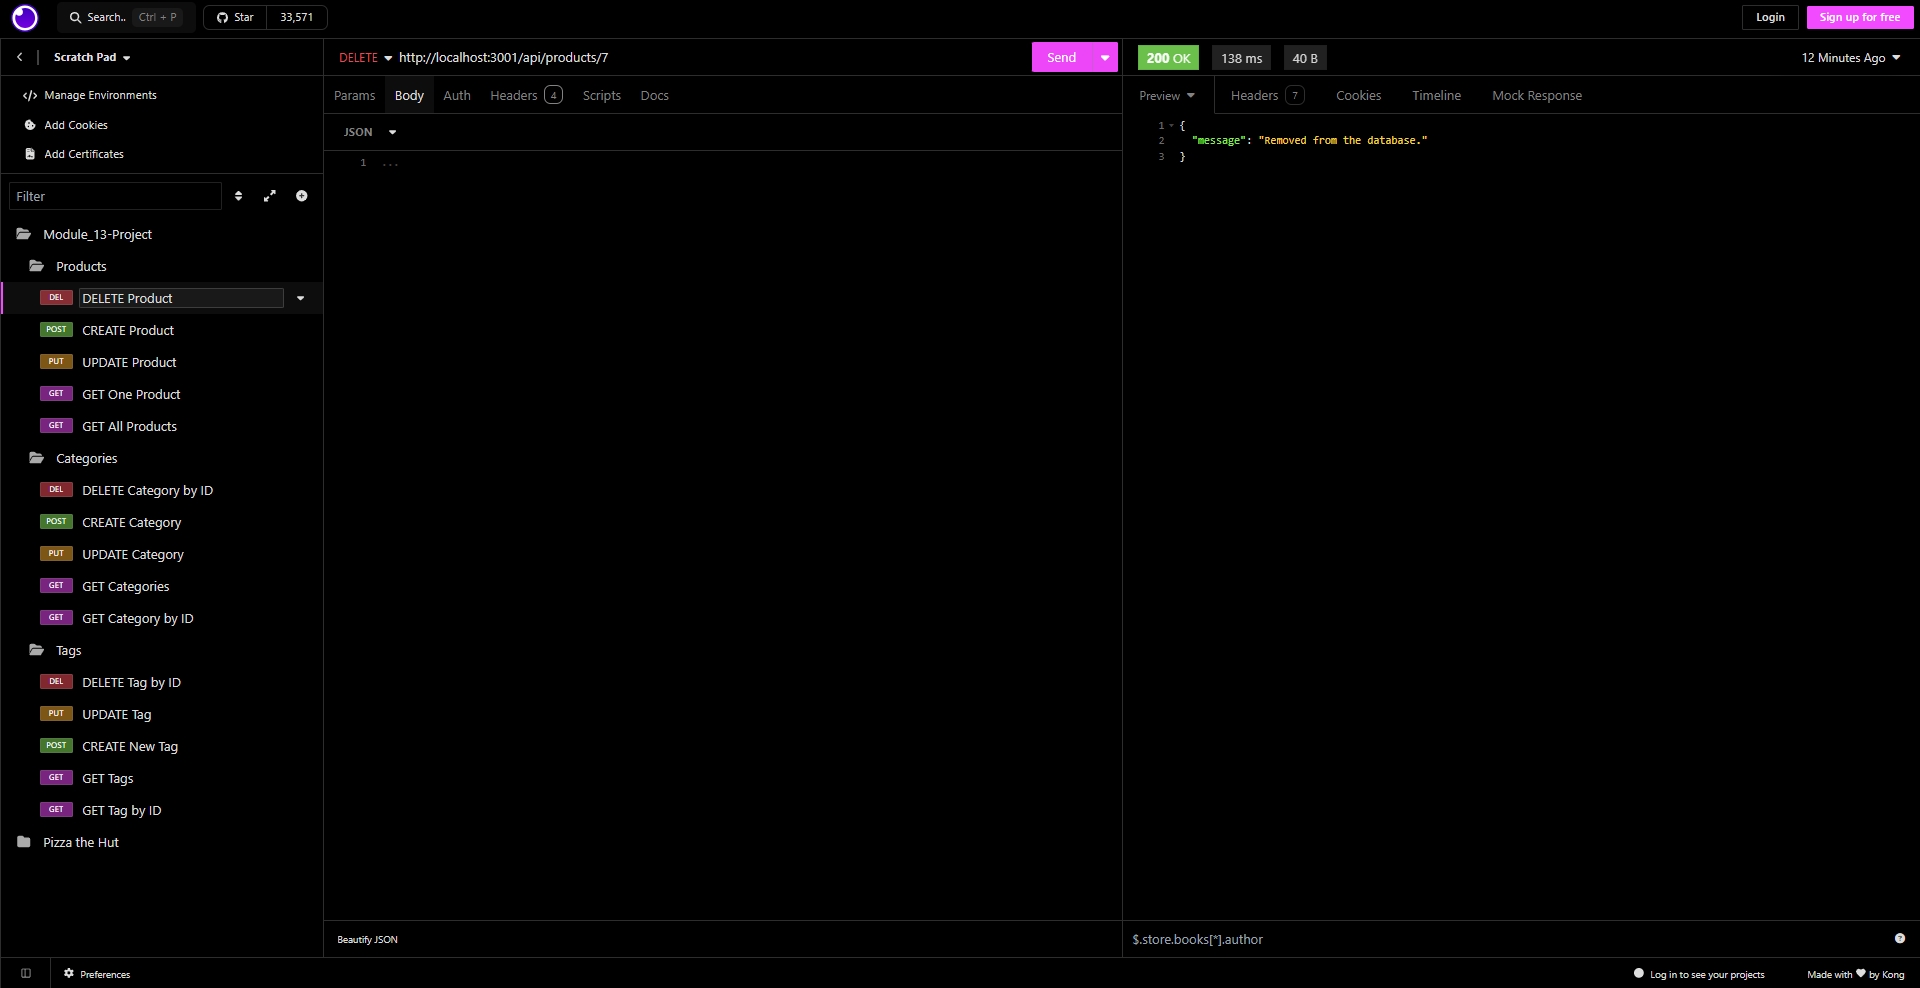 Search.. Ctrl + P Star 33,571 Login Sign up for free
Scratch Pad
Manage Environments
Add Cookies
Add Certificates
Filter
Module_13-Project
Products
DEL DELETE Product
POST CREATE Product
PUT UPDATE Product
GET GET One Product
GET GET All Products
Categories
DEL DELETE Category by ID
POST CREATE Category
PUT UPDATE Category
GET GET Categories
GET GET Category by ID
Tags
DEL DELETE Tag by ID
PUT UPDATE Tag
POST CREATE New Tag
GET GET Tags
GET GET Tag by ID
Pizza the Hut
DELETE http://localhost:3001/api/products/7 Send
Params Body Auth Headers 4 Scripts Docs
JSON
1 ...
Beautify JSON
200 OK 138 ms 40 B 12 Minutes Ago
Preview Headers 7 Cookies Timeline Mock Response
1 {
2 "message": "Removed from the database."
3 }
$.store.books[*].author
Preferences Log in to see your projects Made with ♥ by Kong